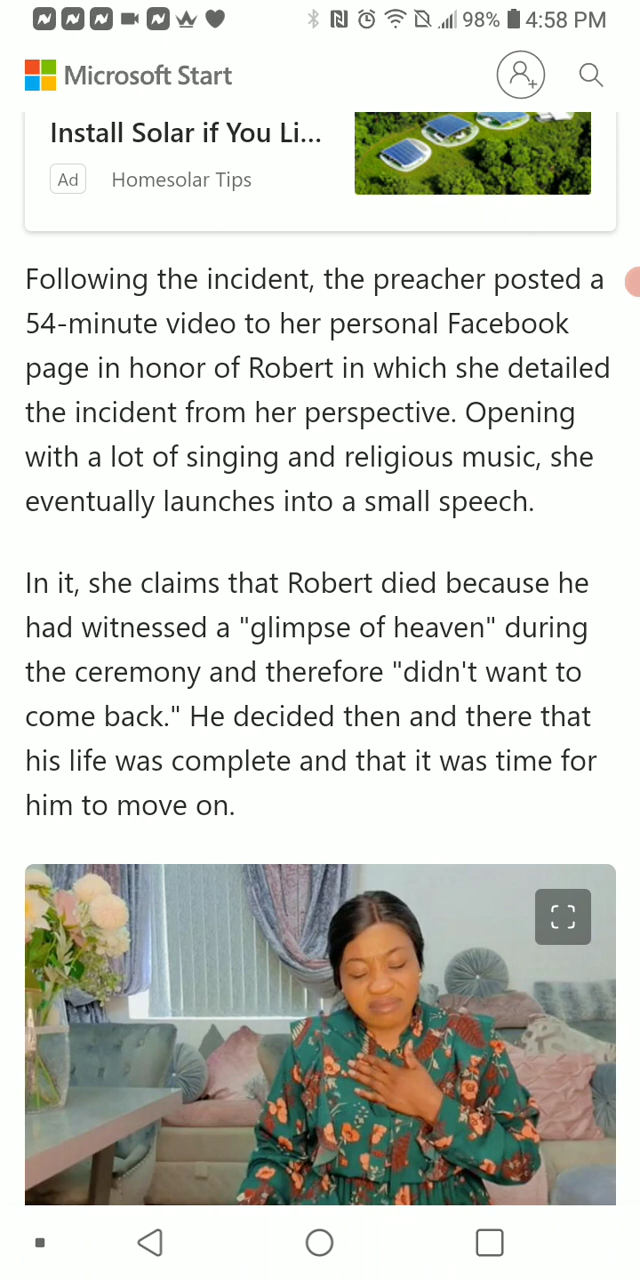 98% 4:58 PM
Microsoft Start
Install Solar if You Li...
Ad Homesolar Tips
Following the incident, the preacher posted a
54-minute video to her personal Facebook
page in honor of Robert in which she detailed
the incident from her perspective. Opening
with a lot of singing and religious music, she
eventually launches into a small speech.
In it, she claims that Robert died because he
had witnessed a "glimpse of heaven" during
the ceremony and therefore "didn't want to
come back." He decided then and there that
his life was complete and that it was time for
him to move on.